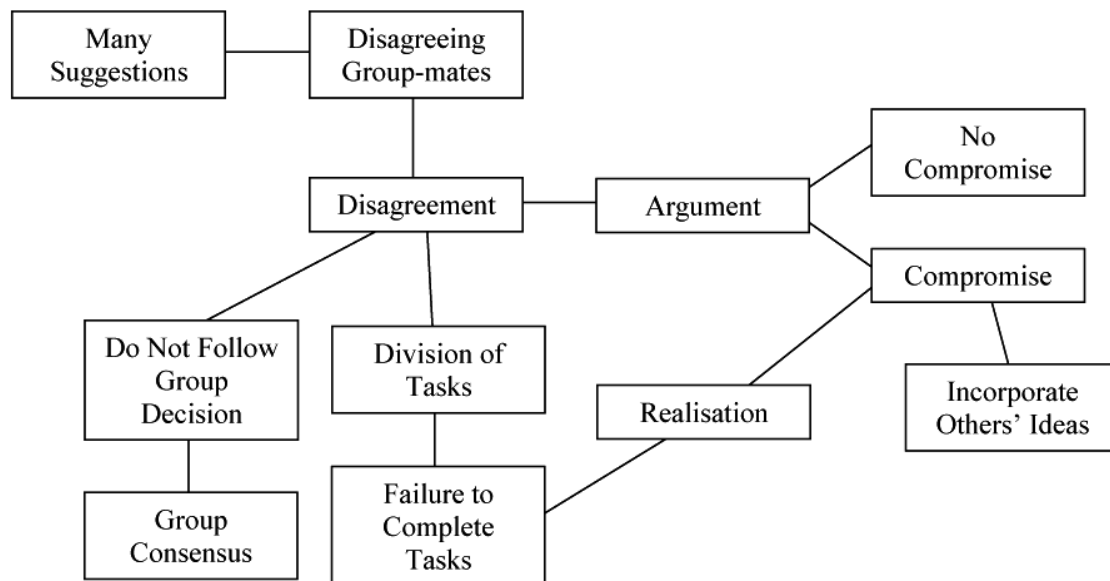 Many
Suggestions
Disagreeing
Group-mates
No
Compromise
Disagreement
Argument
Compromise
Do Not Follow
Group
Decision
Division of
Tasks
Realisation
Incorporate
Others’ Ideas
Group
Consensus
Failure to
Complete
Tasks